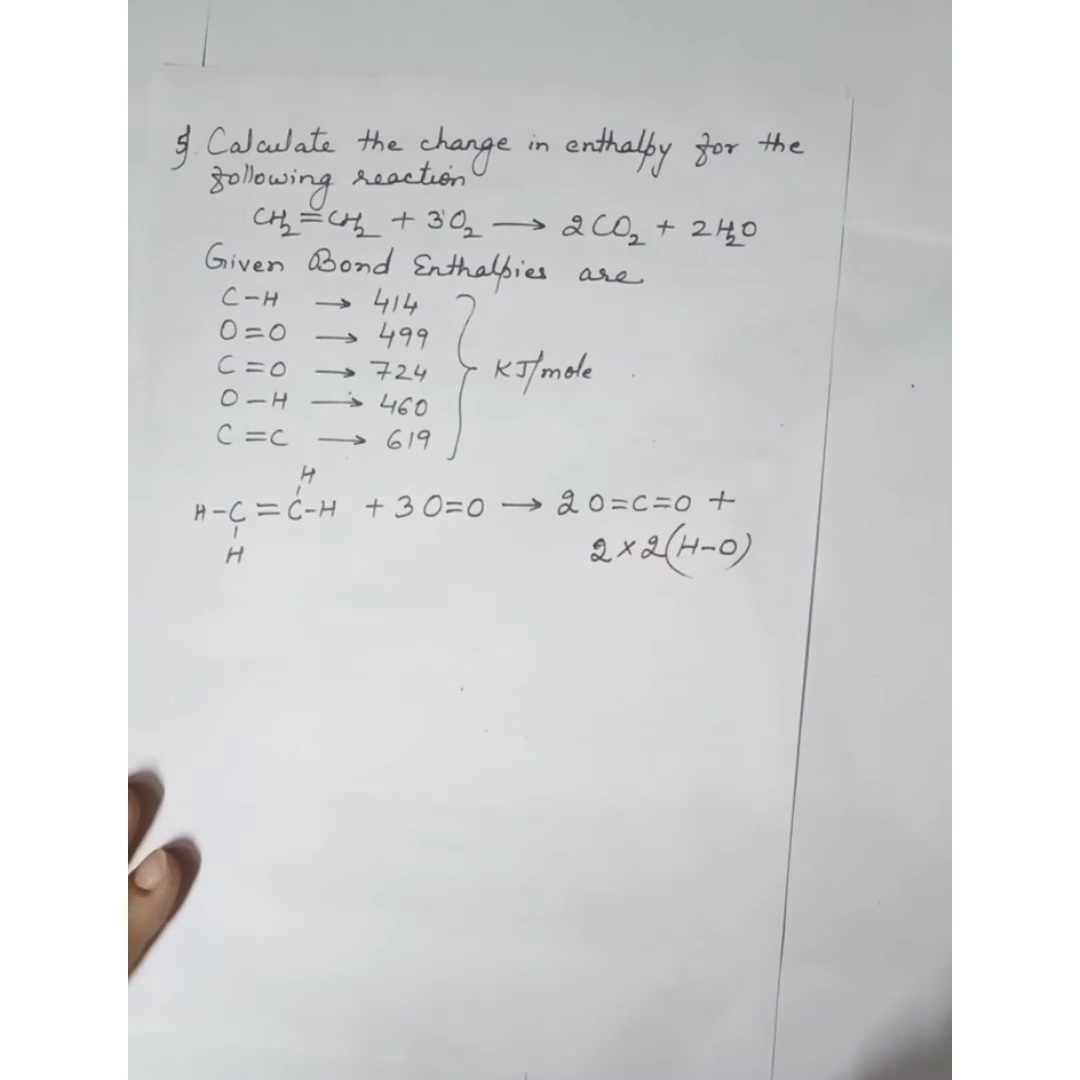 Q. Calculate the change in enthalpy for the
following reaction
CH₂=CH₂ + 3O₂ ⟶ 2CO₂ + 2H₂O
Given Bond Enthalpies are
C-H → 414
O=O → 499
C=O → 724 } KJ/mole
O-H → 460
C=C → 619
H
H-C=C-H + 3O=O → 2O=C=O +
H 2×2(H-O)